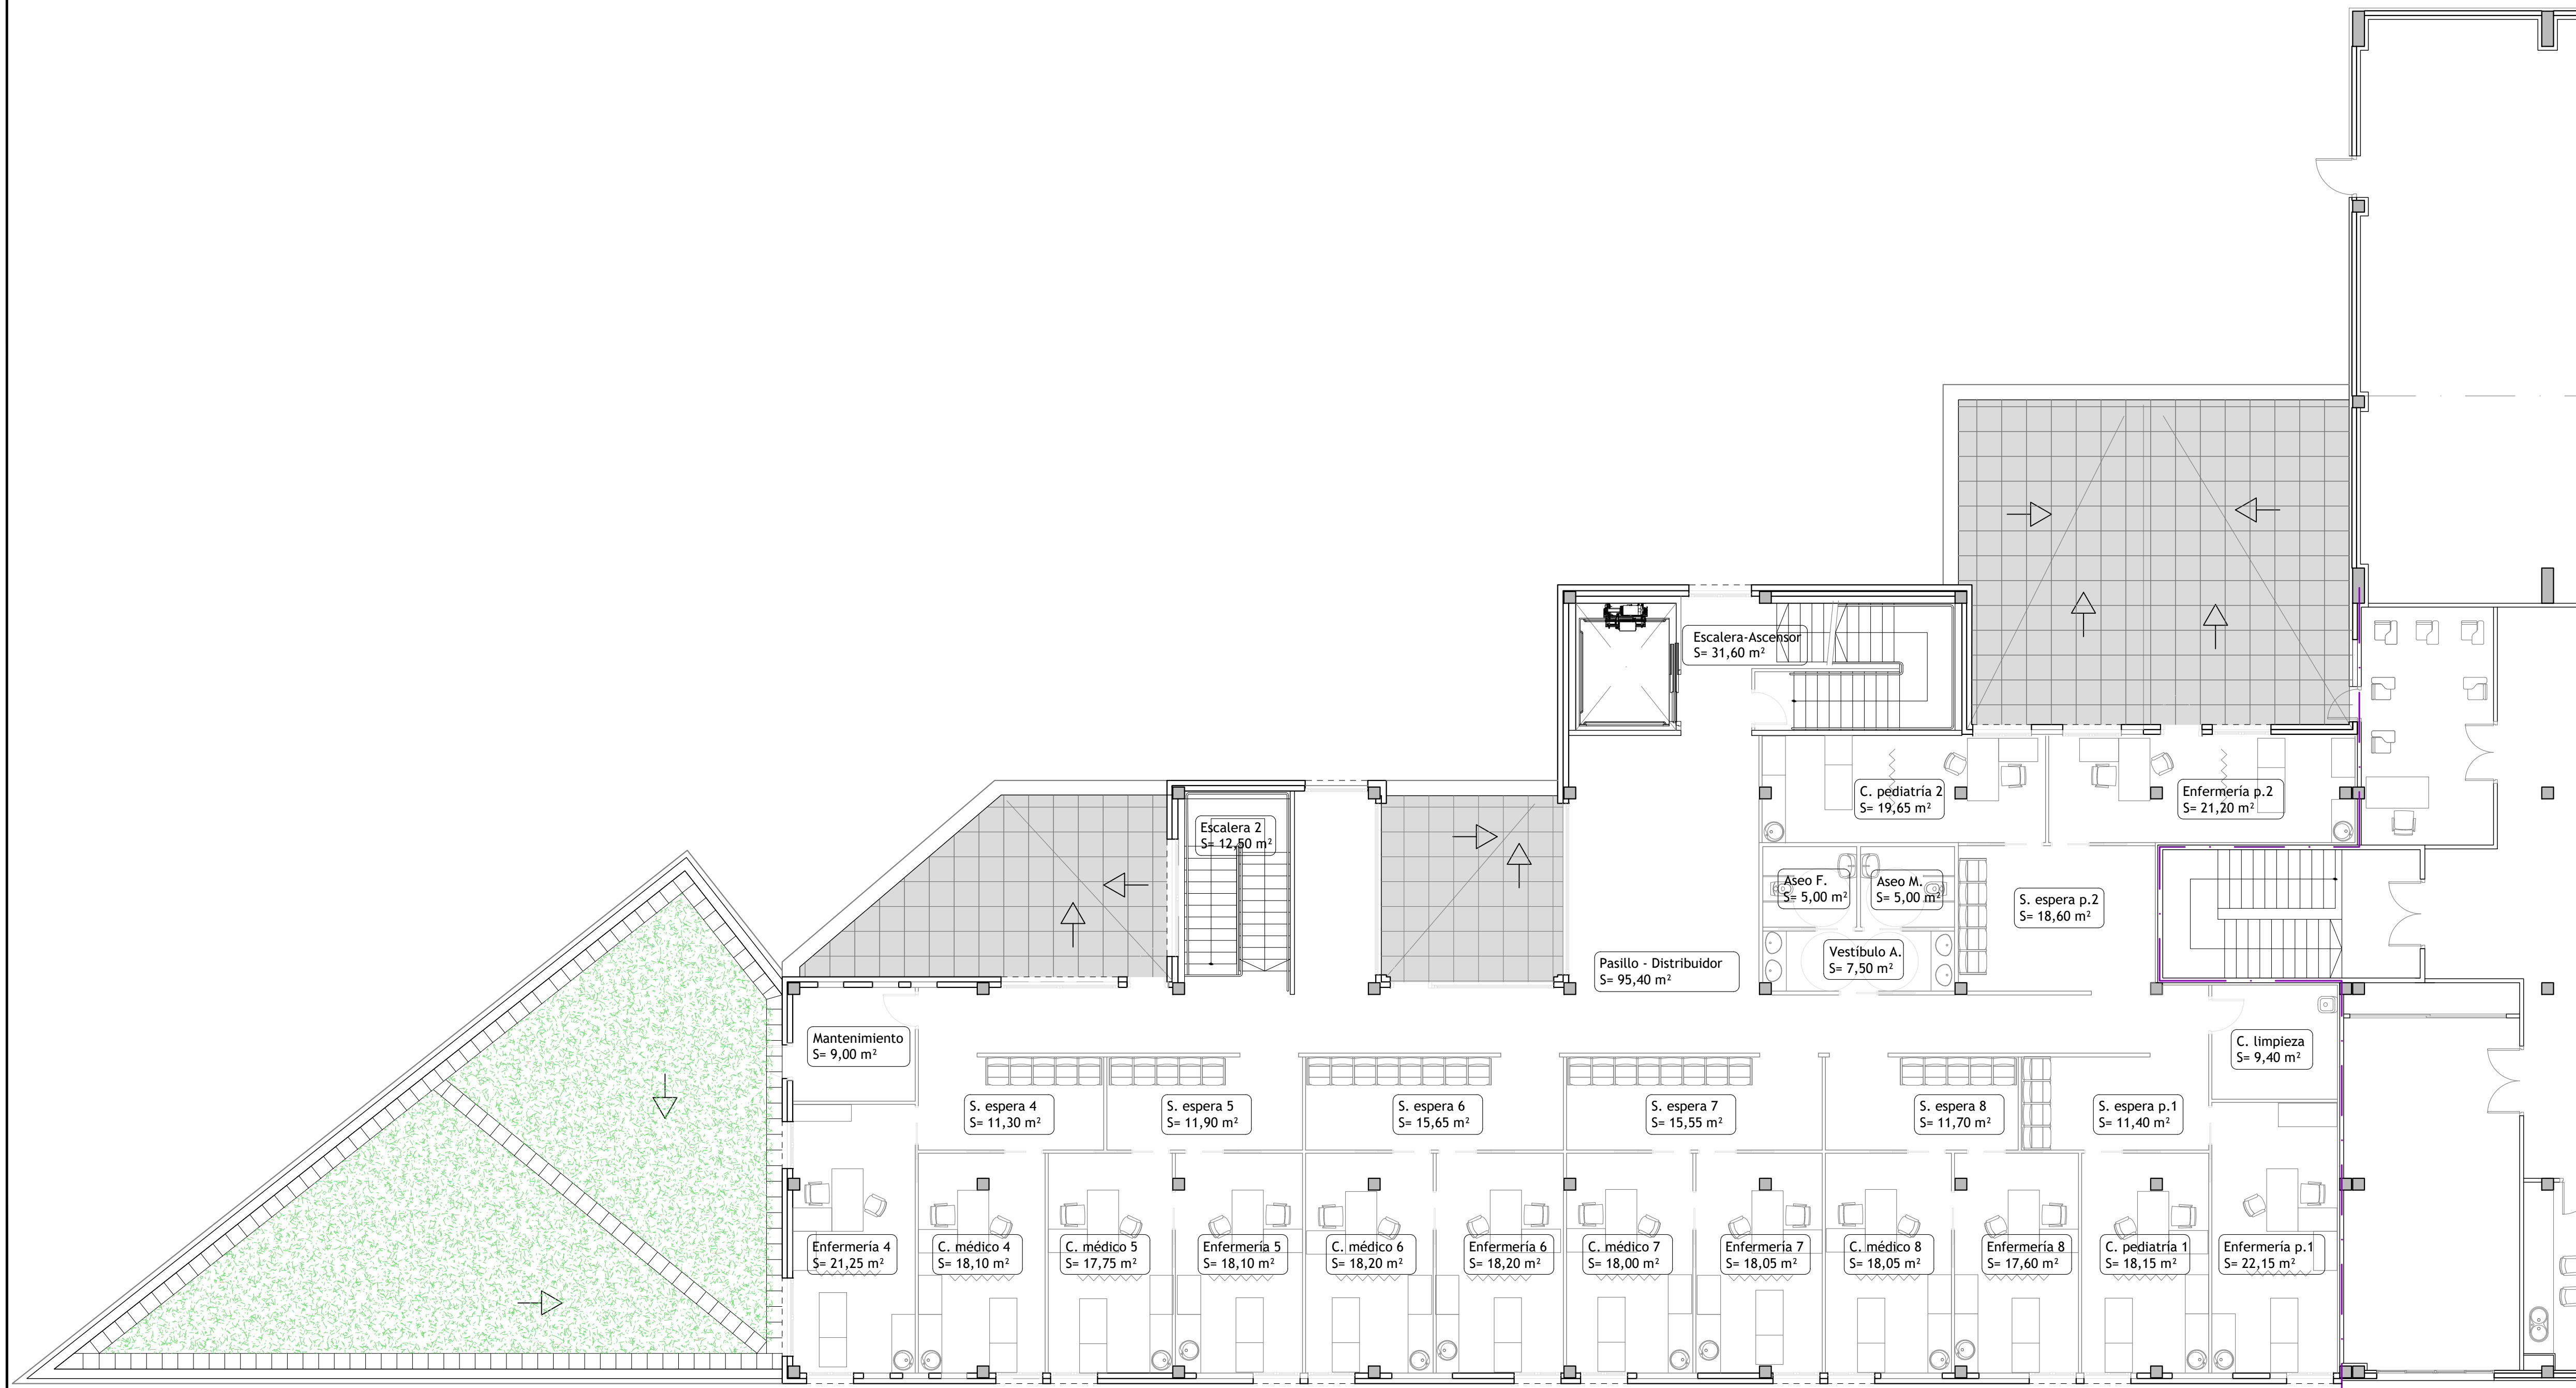 Escalera-Ascensor
S= 31,60 m²
C. pediatría 2
S= 19,65 m²
Enfermería p.2
S= 21,20 m²
Escalera 2
S= 12,50 m²
Aseo F.
S= 5,00 m²
Aseo M.
S= 5,00 m²
S. espera p.2
S= 18,60 m²
Pasillo - Distribuidor
S= 95,40 m²
Vestíbulo A.
S= 7,50 m²
Mantenimiento
S= 9,00 m²
C. limpieza
S= 9,40 m²
S. espera 4
S= 11,30 m²
S. espera 5
S= 11,90 m²
S. espera 6
S= 15,65 m²
S. espera 7
S= 15,55 m²
S. espera 8
S= 11,70 m²
S. espera p.1
S= 11,40 m²
Enfermería 4
S= 21,25 m²
C. médico 4
S= 18,10 m²
C. médico 5
S= 17,75 m²
Enfermería 5
S= 18,10 m²
C. médico 6
S= 18,20 m²
Enfermería 6
S= 18,20 m²
C. médico 7
S= 18,00 m²
Enfermería 7
S= 18,05 m²
C. médico 8
S= 18,05 m²
Enfermería 8
S= 17,60 m²
C. pediatría 1
S= 18,15 m²
Enfermería p.1
S= 22,15 m²